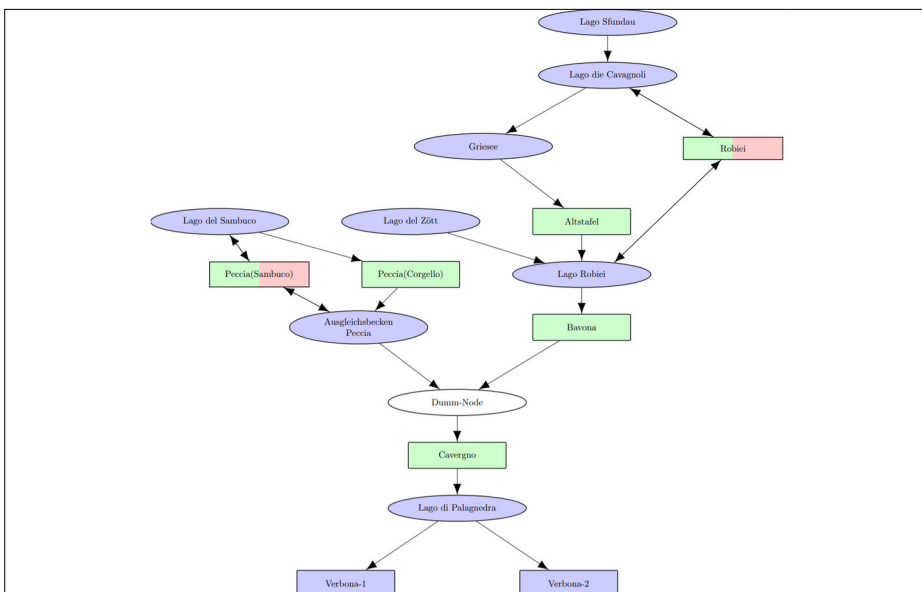 Lago Sfundau
Lago die Cavagnoli
Griesee
Robiei
Lago del Sambuco
Lago del Zött
Altstafel
Peccia(Sambuco)
Peccia(Corgello)
Lago Robiei
Ausgleichsbecken
Peccia
Bavona
Dumm-Node
Cavergno
Lago di Palagnedra
Verbona-1
Verbona-2